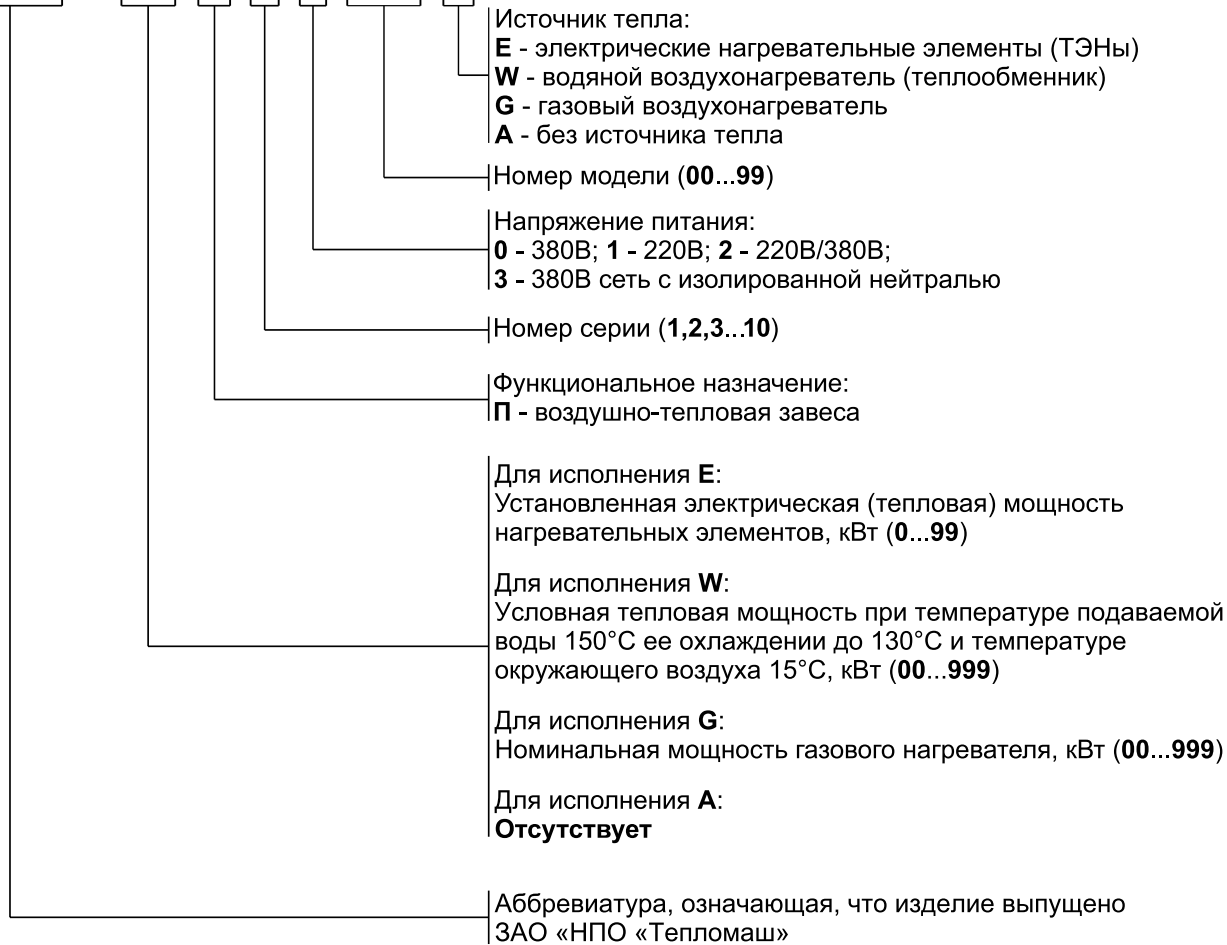 Источник тепла:
E - электрические нагревательные элементы (ТЭНы)
W - водяной воздухонагреватель (теплообменник)
G - газовый воздухонагреватель
A - без источника тепла
Номер модели (00...99)
Напряжение питания:
0 - 380В; 1 - 220В; 2 - 220В/380В;
3 - 380В сеть с изолированной нейтралью
Номер серии (1,2,3...10)
Функциональное назначение:
П - воздушно-тепловая завеса
Для исполнения E:
Установленная электрическая (тепловая) мощность
нагревательных элементов, кВт (0...99)
Для исполнения W:
Условная тепловая мощность при температуре подаваемой
воды 150°С ее охлаждении до 130°С и температуре
окружающего воздуха 15°С, кВт (00...999)
Для исполнения G:
Номинальная мощность газового нагревателя, кВт (00...999)
Для исполнения A:
Отсутствует
Аббревиатура, означающая, что изделие выпущено
ЗАО «НПО «Тепломаш»